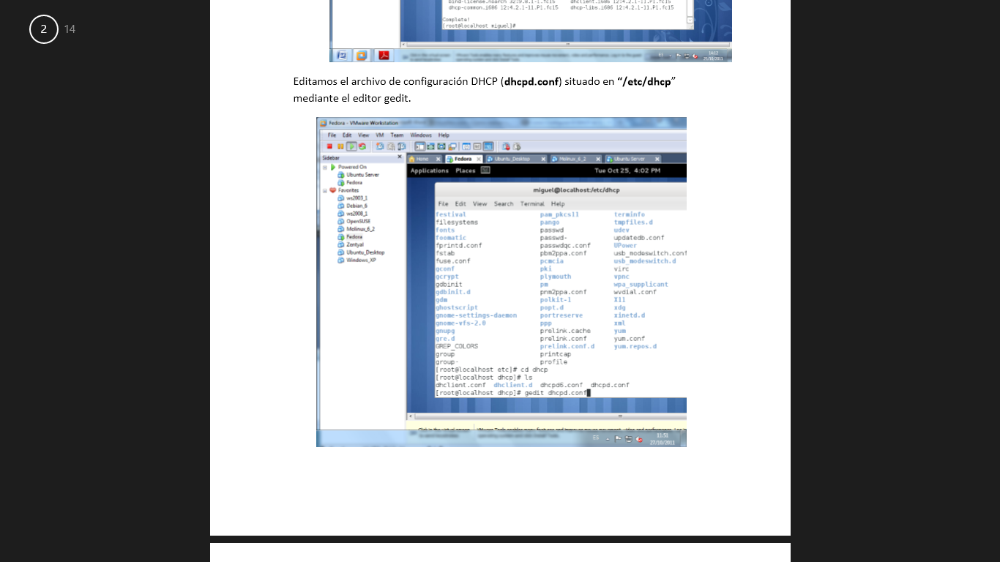 2 14
bind-license.noarch 32:9.8.1-1.fc15 dhclient.i686 12:4.2.1-11.P1.fc15
dhcp-common.i686 12:4.2.1-11.P1.fc15 dhcp-libs.i686 12:4.2.1-11.P1.fc15
Complete!
[root@localhost miguel]#
ES
25/10/2011
Editamos el archivo de configuración DHCP (dhcpd.conf) situado en “/etc/dhcp”
mediante el editor gedit.
Fedora - VMware Workstation
File Edit View VM Team Windows Help
Sidebar
Home Fedora Ubuntu_Desktop Molinux_6_2 Ubuntu Server
Powered On
Ubuntu Server
Fedora
Favorites
ws2003_1
Debian_6
ws2008_1
OpenSUSE
Molinux_6_2
Fedora
Zentyal
Ubuntu_Desktop
Windows_XP
Applications Places Tue Oct 25, 4:02 PM
miguel@localhost:/etc/dhcp
File Edit View Search Terminal Help
festival pam_pkcs11 terminfo
filesystems pango tmpfiles.d
fonts passwd udev
foomatic passwd- updatedb.conf
fprintd.conf passwdqc.conf UPower
fstab pbm2ppa.conf usb_modeswitch.conf
fuse.conf pcmcia usb_modeswitch.d
gconf pki virc
gcrypt plymouth vpnc
gdbinit pm wpa_supplicant
gdbinit.d pnm2ppa.conf wvdial.conf
gdm polkit-1 X11
ghostscript popt.d xdg
gnome-settings-daemon portreserve xinetd.d
gnome-vfs-2.0 ppp xml
gnupg prelink.cache yum
gre.d prelink.conf yum.conf
GREP_COLORS prelink.conf.d yum.repos.d
group printcap
group- profile
[root@localhost etc]# cd dhcp
[root@localhost dhcp]# ls
dhclient.conf dhclient.d dhcpd6.conf dhcpd.conf
[root@localhost dhcp]# gedit dhcpd.conf
ES 11:51
27/10/2011